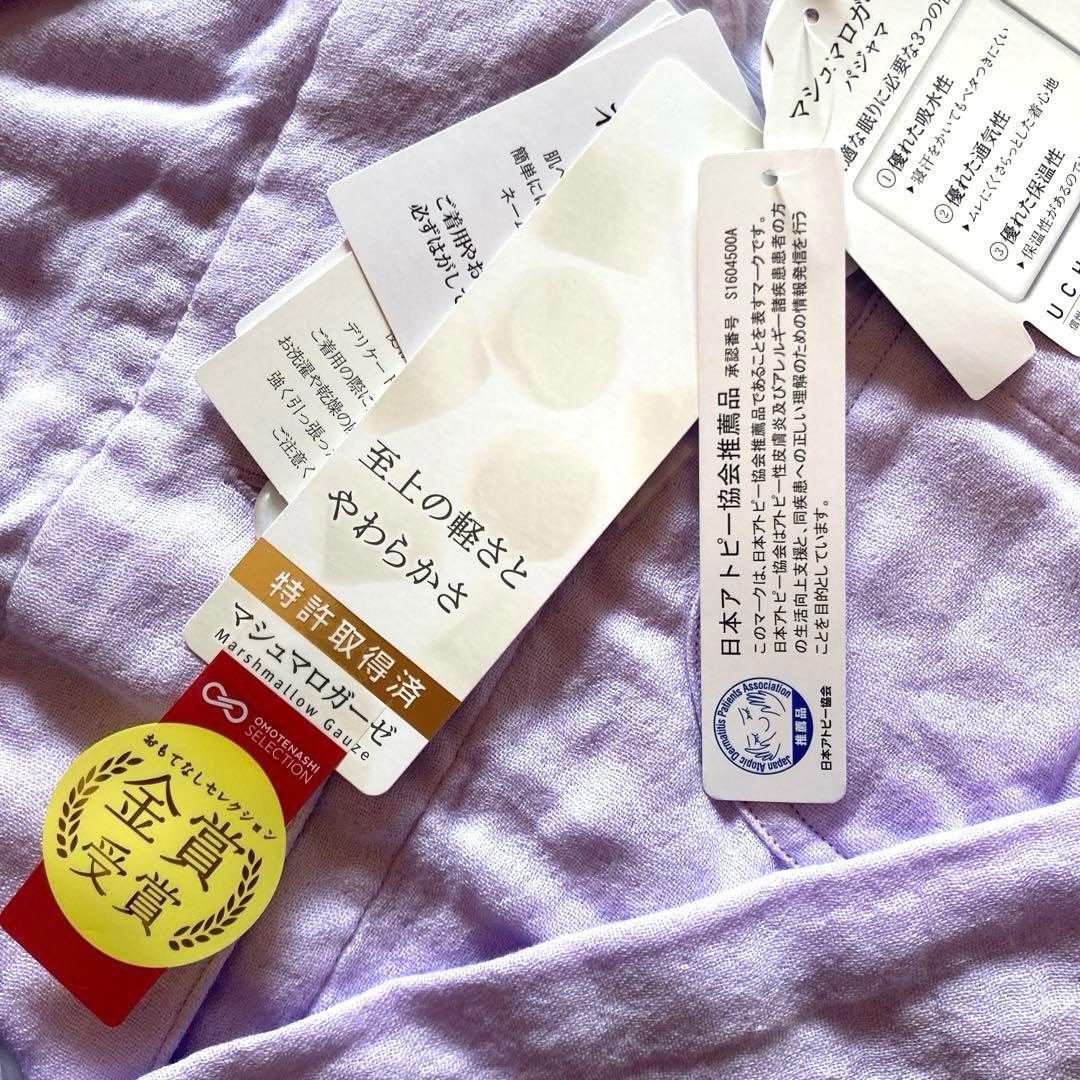 マシュマロガー
パジャマ
適な眠りに必要な3つの
①優れた吸水性
▶寝汗をかいてもベタつきにくい
②優れた通気性
▶ムレにくくさらっとした着心地
③優れた保温性
▶保温性があるので
UCH
肌へ
簡単に
ネーム
ご着用やお
必ずはがして
デリケート
ご着用の際に
お洗濯や乾燥の
強く引っ張っ
ご注意く
至上の軽さと
やわらかさ
特許取得済
マシュマロガーゼ
Marshmallow Gauze
OMOTENASHI
SELECTION
おもてなしセレクション
金賞
受賞
日本アトピー協会推薦品 承認番号 S1604500A
このマークは、日本アトピー協会推薦品であることを表すマークです。
日本アトピー協会はアトピー性皮膚炎及びアレルギー諸疾患患者の方
の生活向上支援と、同疾患への正しい理解のための情報発信を行う
ことを目的としています。
Japan Atopic Dermatitis Patients Association
推薦品
日本アトピー協会